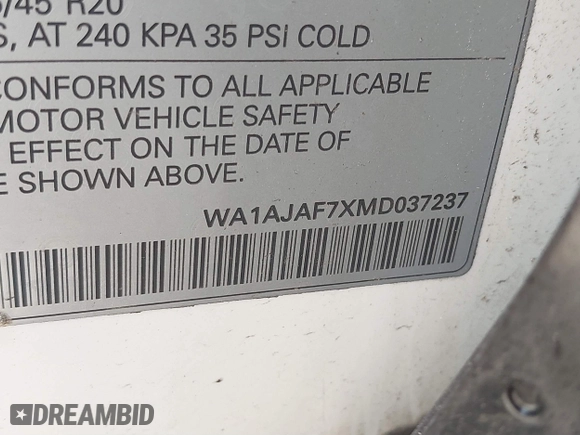 /45 R20
, AT 240 KPA 35 PSI COLD
CONFORMS TO ALL APPLICABLE
MOTOR VEHICLE SAFETY
EFFECT ON THE DATE OF
SHOWN ABOVE.
WA1AJAF7XMD037237
DREAMBID